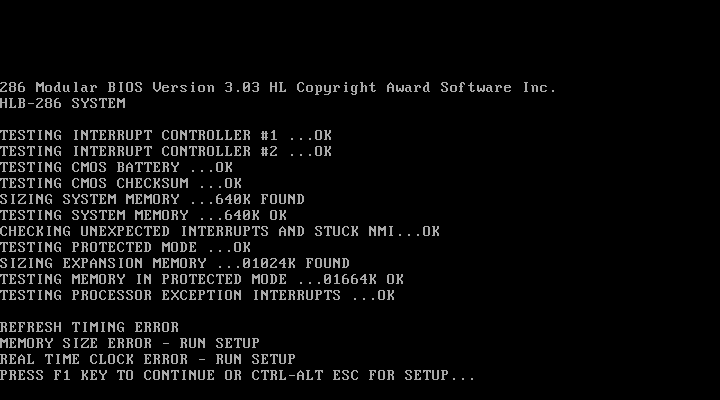 286 Modular BIOS Version 3.03 HL Copyright Award Software Inc.
HLB-286 SYSTEM
TESTING INTERRUPT CONTROLLER #1 ...OK
TESTING INTERRUPT CONTROLLER #2 ...OK
TESTING CMOS BATTERY ...OK
TESTING CMOS CHECKSUM ...OK
SIZING SYSTEM MEMORY ...640K FOUND
TESTING SYSTEM MEMORY ...640K OK
CHECKING UNEXPECTED INTERRUPTS AND STUCK NMI...OK
TESTING PROTECTED MODE ...OK
SIZING EXPANSION MEMORY ...01024K FOUND
TESTING MEMORY IN PROTECTED MODE ...01664K OK
TESTING PROCESSOR EXCEPTION INTERRUPTS ...OK
REFRESH TIMING ERROR
MEMORY SIZE ERROR - RUN SETUP
REAL TIME CLOCK ERROR - RUN SETUP
PRESS F1 KEY TO CONTINUE OR CTRL-ALT ESC FOR SETUP...